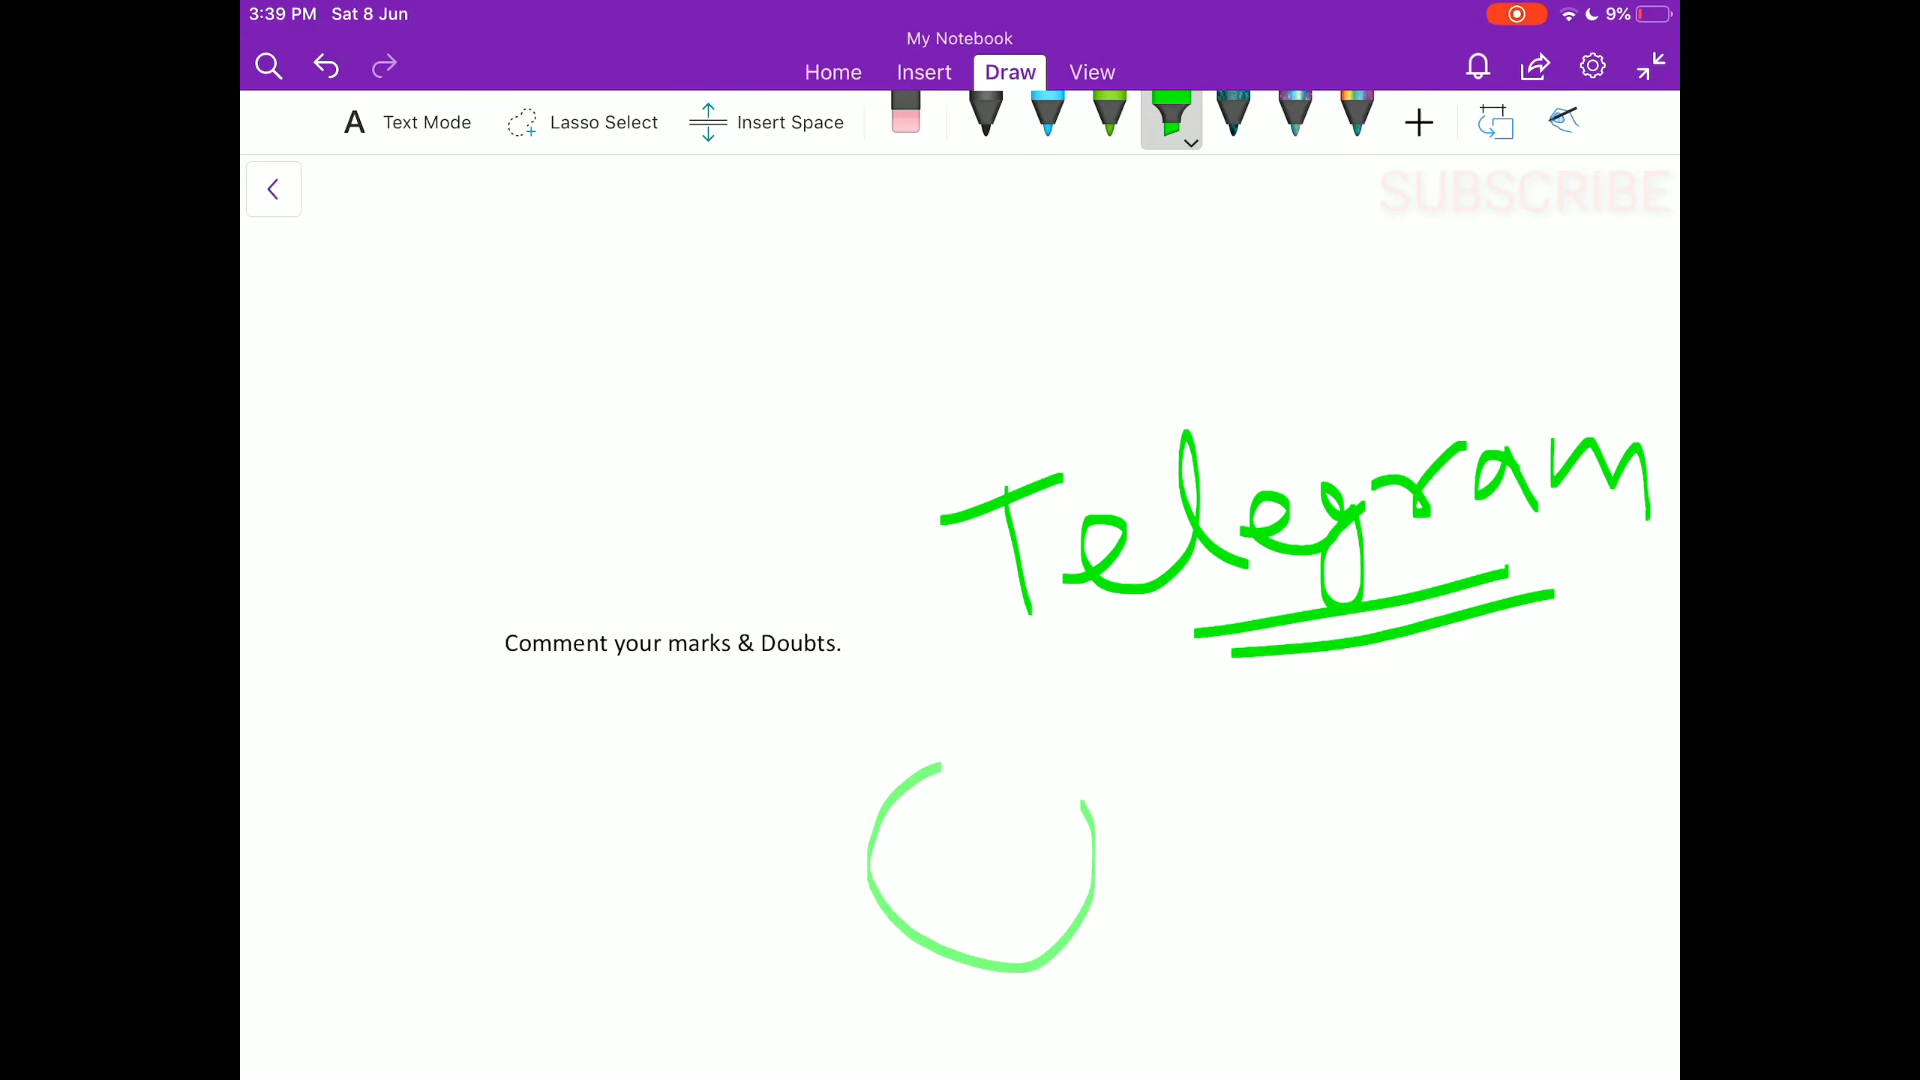 3:39 PM Sat 8 Jun 9%
My Notebook
Home Insert Draw View
A Text Mode Lasso Select Insert Space
SUBSCRIBE
Telegram
Comment your marks & Doubts.